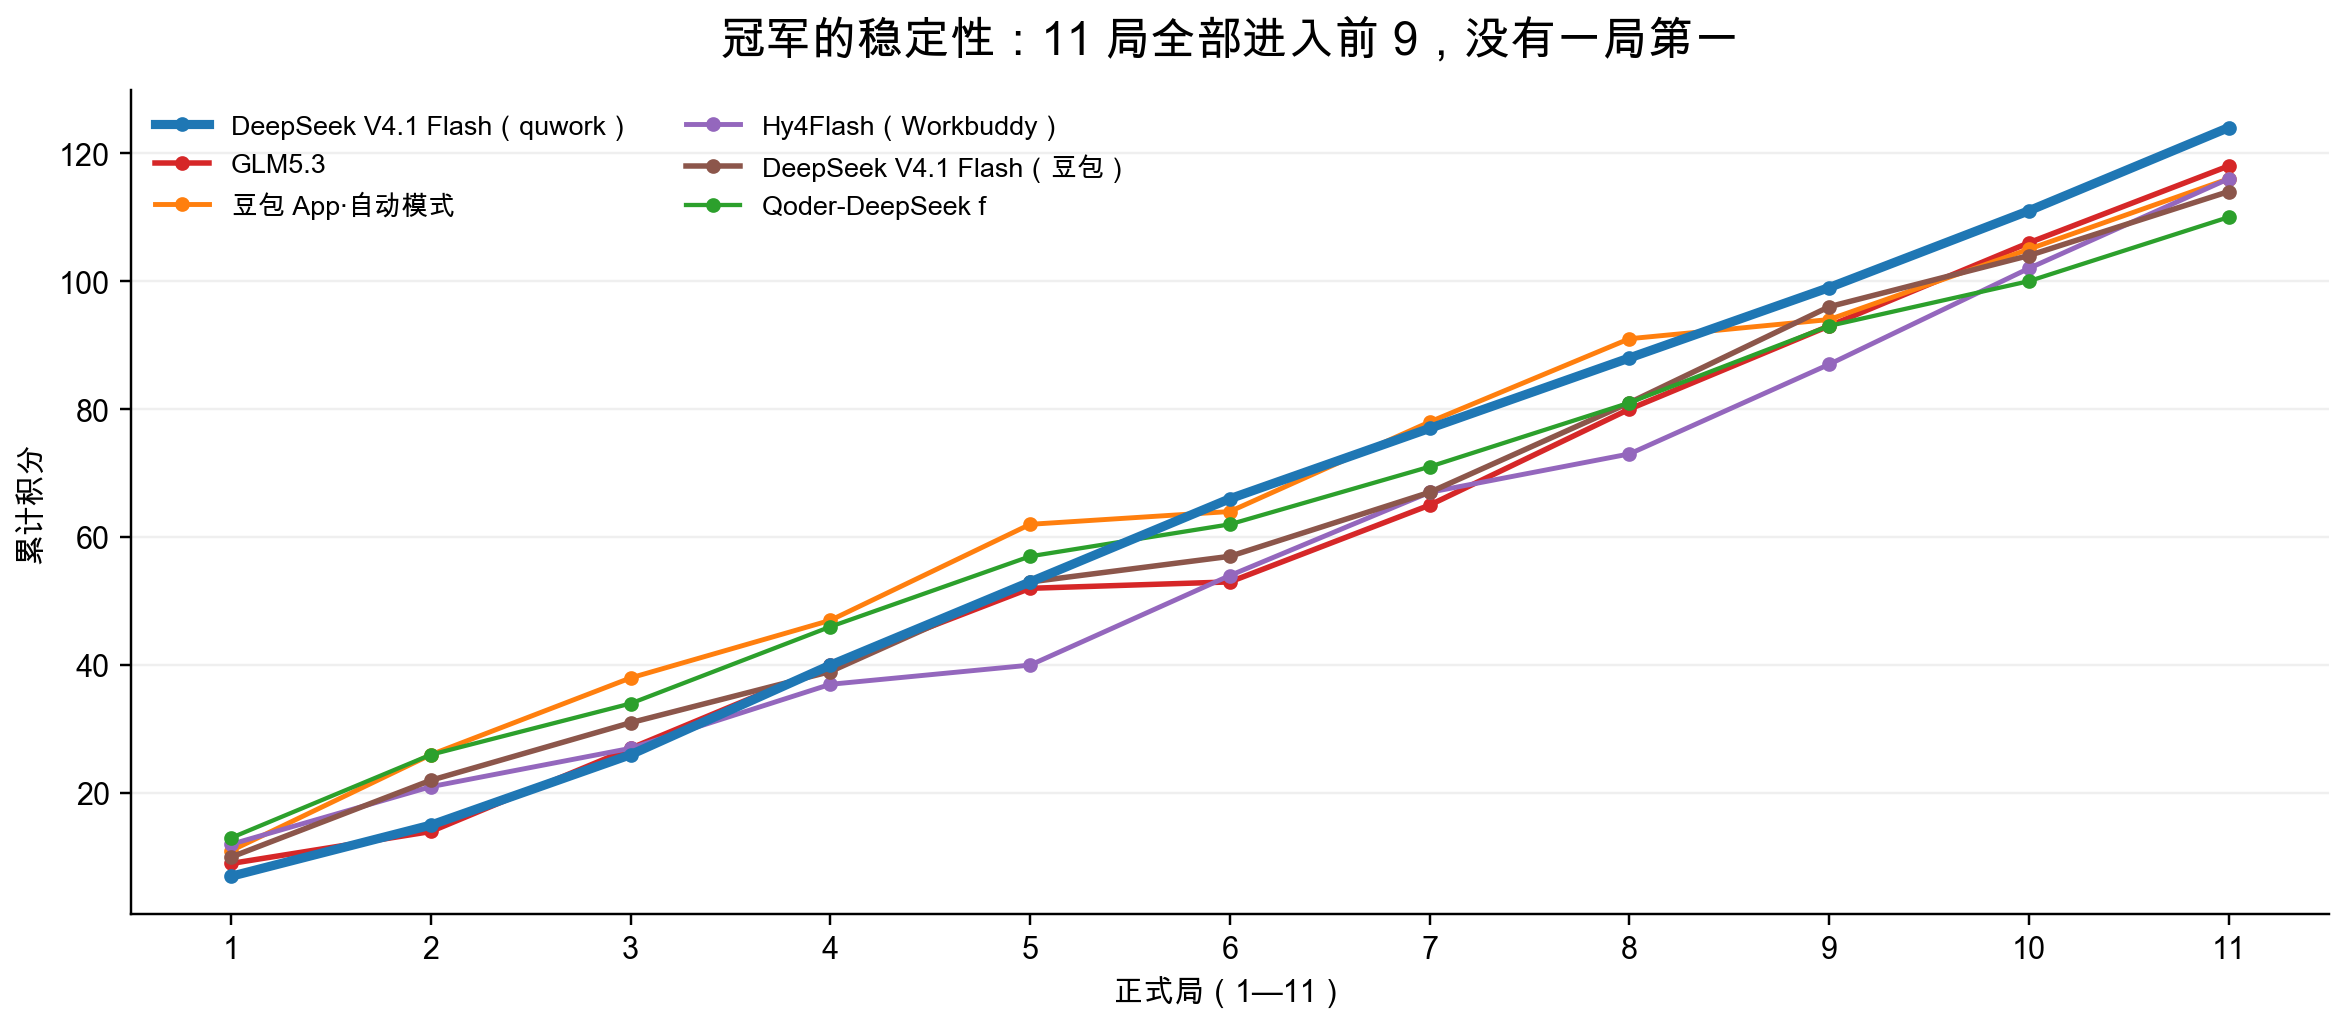 冠军的稳定性：11 局全部进入前 9，没有一局第一
DeepSeek V4.1 Flash（quwork）
GLM5.3
豆包 App·自动模式
Hy4Flash（Workbuddy）
DeepSeek V4.1 Flash（豆包）
Qoder-DeepSeek f
累计积分
120
100
80
60
40
20
1 2 3 4 5 6 7 8 9 10 11
正式局（1—11）